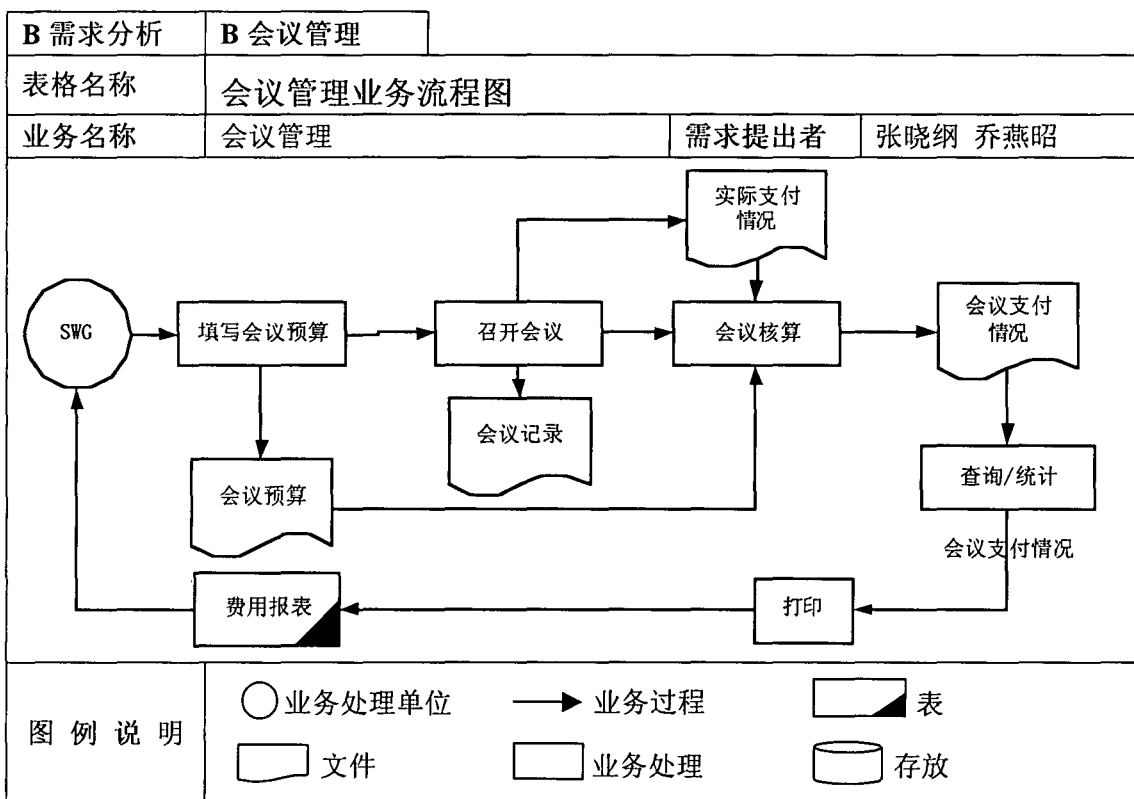 B 需求分析 B 会议管理
表格名称 会议管理业务流程图
业务名称 会议管理 需求提出者 张晓纲 乔燕昭
实际支付
情况
SWG
填写会议预算
召开会议
会议核算
会议支付
情况
会议记录
会议预算
查询/统计
会议支付情况
费用报表
打印
图 例 说 明
业务处理单位 业务过程 表
文件 业务处理 存放